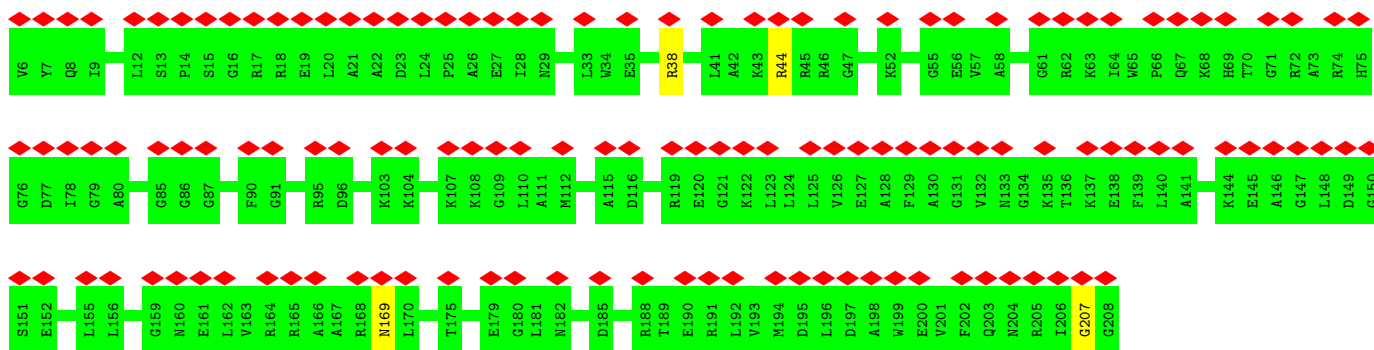 V6 Y7 Q8 I9 L12 S13 P14 S15 G16 R17 R18 E19 L20 A21 A22 D23 L24 P25 A26 E27 I28 N29 L33 W34 E35 R38 L41 A42 K43 R44 R45 R46 G47 K52 G55 E56 V57 A58 G61 R62 K63 I64 W65 P66 Q67 K68 H69 T70 G71 R72 A73 R74 H75
G76 D77 I78 G79 A80 G85 G86 G87 F90 G91 R95 D96 K103 K104 K107 K108 G109 L110 A111 M112 A115 D116 R119 E120 G121 K122 L123 L124 L125 V126 E127 A128 F129 A130 G131 V132 N133 G134 K135 T136 K137 E138 F139 L140 A141 K144 E145 A146 G147 L148 D149 G150
S151 E152 L155 L156 G159 N160 E161 L162 V163 R164 R165 A166 A167 R168 N169 L170 T175 E179 G180 L181 N182 D185 R188 T189 E190 R191 L192 V193 M194 D195 L196 D197 A198 W199 E200 V201 F202 Q203 N204 R205 I206 G207 G208